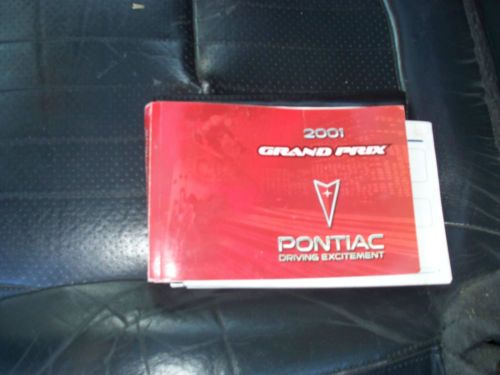 2001
GRAND PRIX
PONTIAC
DRIVING EXCITEMENT